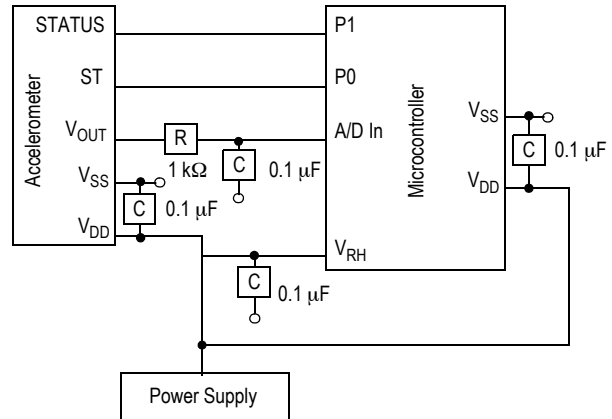 STATUS
P1
ST
P0
V_OUT
R
A/D In
1 kΩ
C
0.1 μF
V_SS
C
0.1 μF
V_DD
Accelerometer
Microcontroller
V_SS
C
0.1 μF
V_DD
V_RH
C
0.1 μF
Power Supply